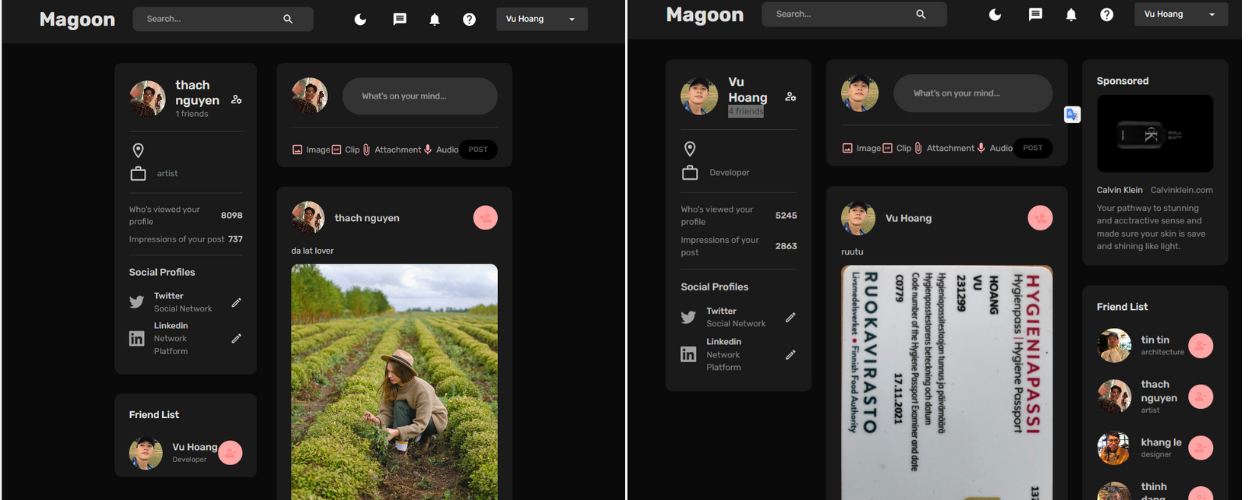 Magoon
Search...
Vu Hoang
thach
nguyen
1 friends
artist
Who's viewed your
profile
8098
Impressions of your post 737
Social Profiles
Twitter
Social Network
Linkedin
Network
Platform
Friend List
Vu Hoang
Developer
What's on your mind...
Image
Clip
Attachment
Audio
POST
thach nguyen
da lat lover
Magoon
Search...
Vu Hoang
Vu
Hoang
4 friends
Developer
Who's viewed your
profile
5245
Impressions of your
post
2863
Social Profiles
Twitter
Social Network
Linkedin
Network
Platform
What's on your mind...
Image
Clip
Attachment
Audio
POST
Vu Hoang
ruutu
HYGIENIAPASSI
Hygienpass | Hygiene Passport
HOANG
VU
231299
Hygieniapassitestaajan tunnus ja päivämäärä
Hygienpasstestarens beteckning och datum
Code number of the Hygiene Passport Examiner and date
C0779
17.11.2021
RUOKAVIRASTO
Livsmedelsverket • Finnish Food Authority
137
Sponsored
Calvin Klein
Calvinklein.com
Your pathway to stunning
and acctractive sense and
made sure your skin is save
and shining like light.
Friend List
tin tin
architecture
thach
nguyen
artist
khang le
designer
thinh
dang